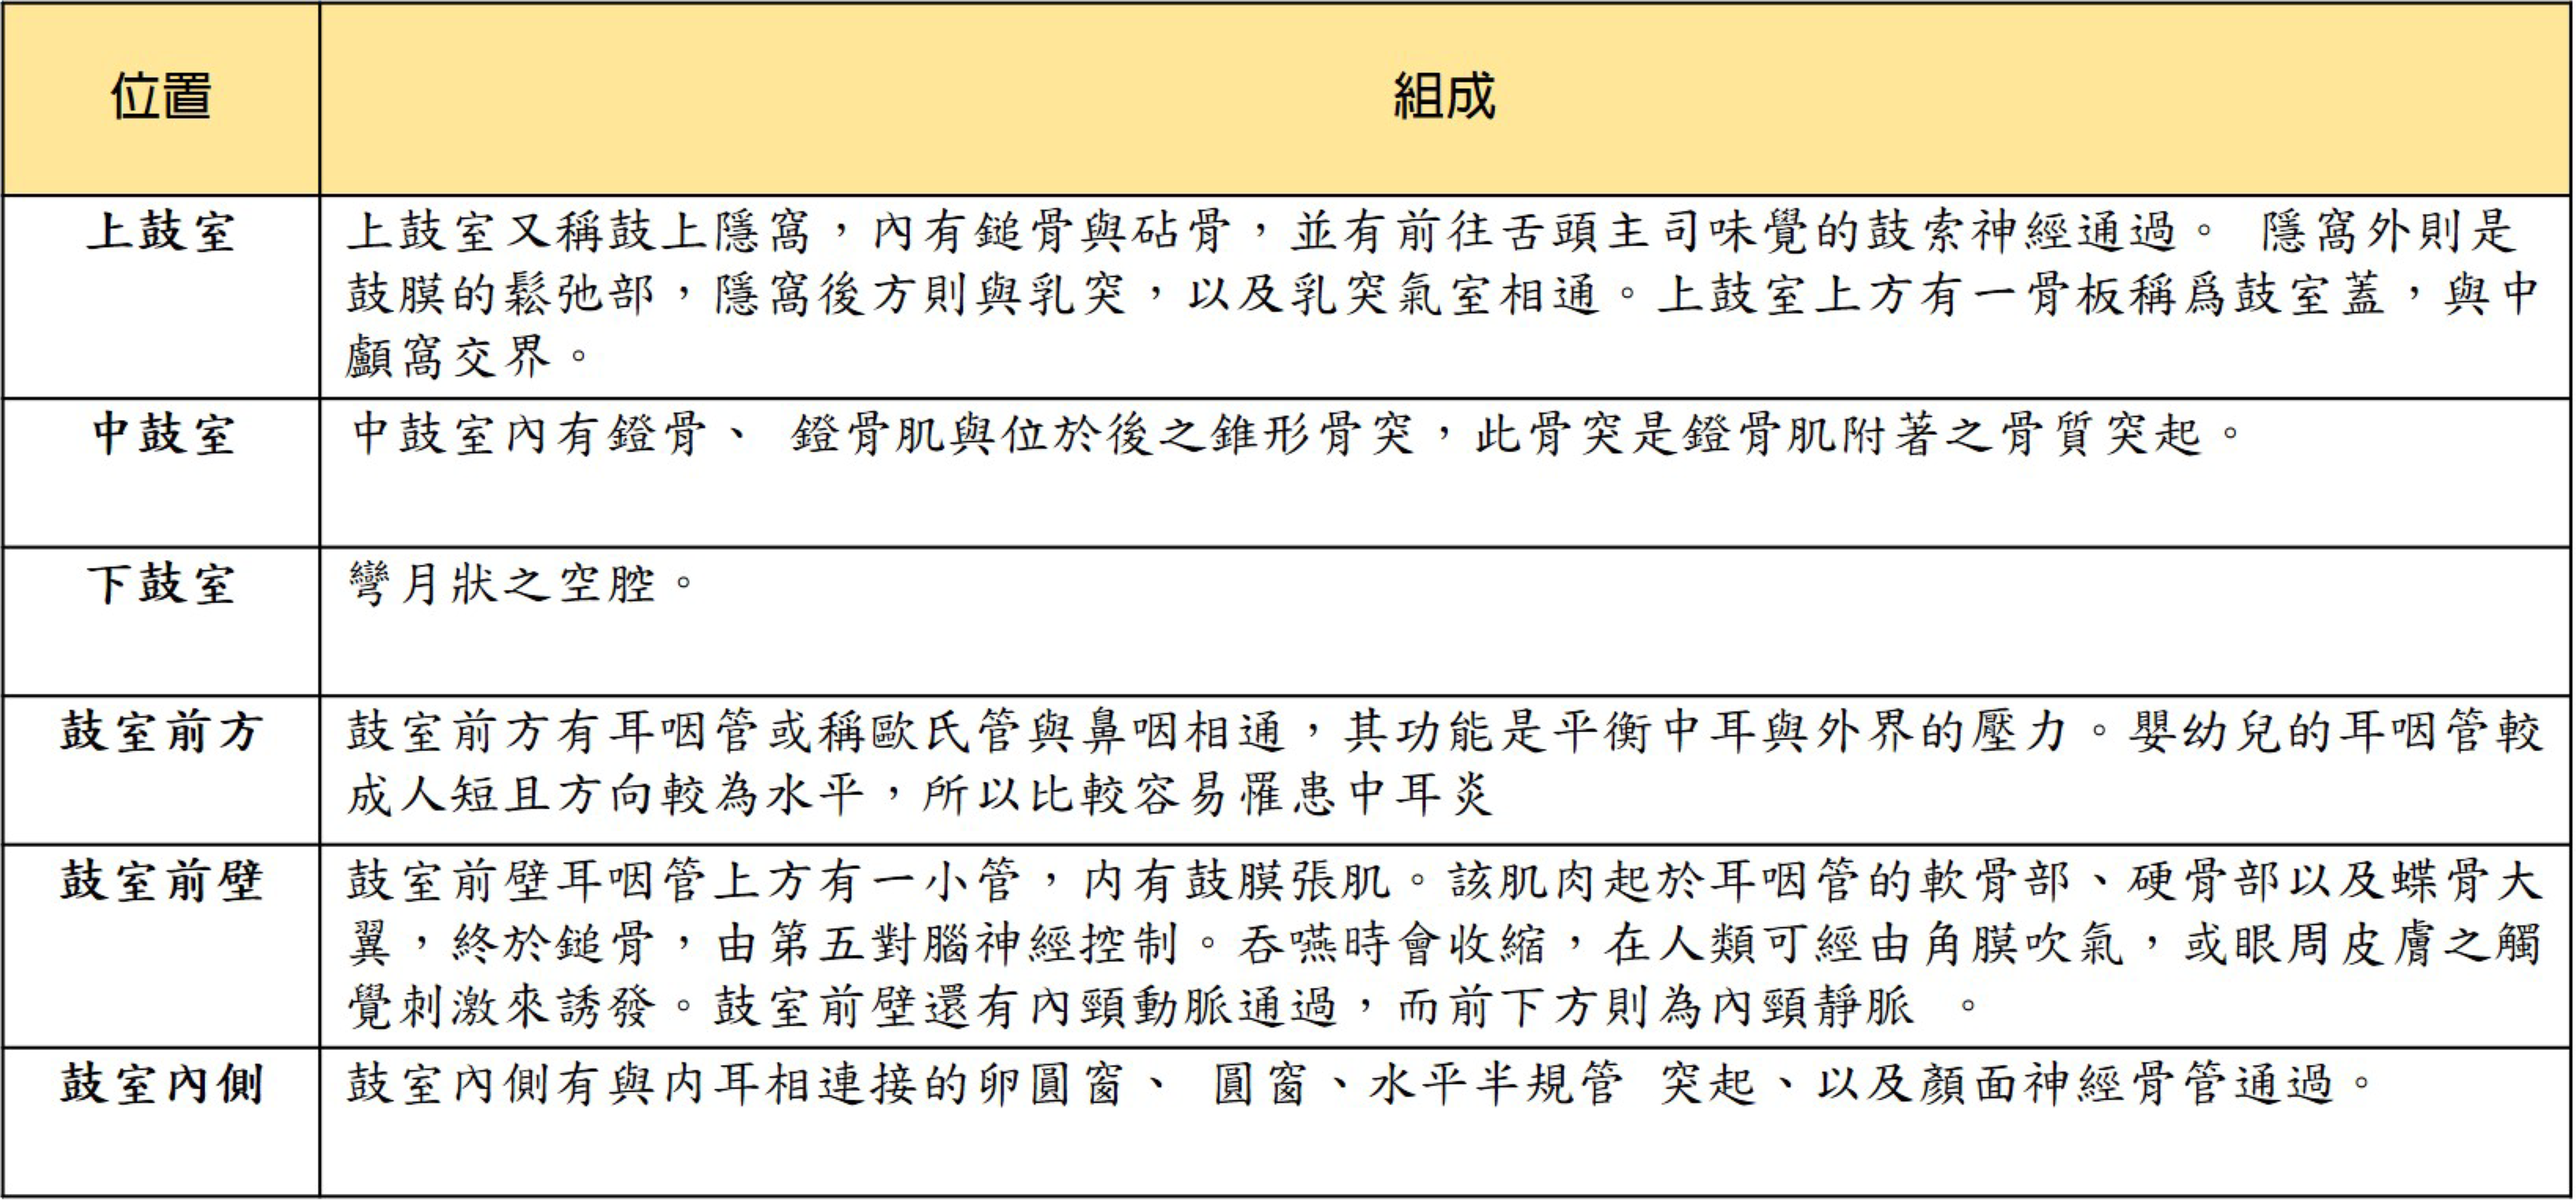 位置 組成
上鼓室 上鼓室又稱鼓上隱窩，內有鎚骨與砧骨，並有前往舌頭主司味覺的鼓索神經通過。 隱窩外則是
鼓膜的鬆弛部，隱窩後方則與乳突，以及乳突氣室相通。上鼓室上方有一骨板稱爲鼓室蓋，與中
顱窩交界。
中鼓室 中鼓室內有鐙骨、 鐙骨肌與位於後之錐形骨突，此骨突是鐙骨肌附著之骨質突起。
下鼓室 彎月狀之空腔。
鼓室前方 鼓室前方有耳咽管或稱歐氏管與鼻咽相通，其功能是平衡中耳與外界的壓力。嬰幼兒的耳咽管較
成人短且方向較為水平，所以比較容易罹患中耳炎
鼓室前壁 鼓室前壁耳咽管上方有一小管，内有鼓膜張肌。該肌肉起於耳咽管的軟骨部、硬骨部以及蝶骨大
翼，終於鎚骨，由第五對腦神經控制。吞嚥時會收縮，在人類可經由角膜吹氣，或眼周皮膚之觸
覺刺激來誘發。鼓室前壁還有內頸動脈通過，而前下方則為內頸靜脈 。
鼓室內側 鼓室內側有與内耳相連接的卵圓窗、 圓窗、水平半規管 突起、以及顏面神經骨管通過。